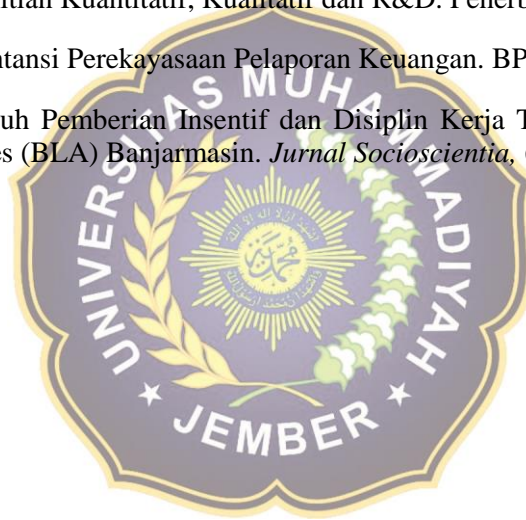 itian Kuantitatif, Kualitatif dan R&D. Penerb
ntansi Perekayasaan Pelaporan Keuangan. BP
uh Pemberian Insentif dan Disiplin Kerja T
es (BLA) Banjarmasin. Jurnal Socioscientia,
UNIVERSITAS MUHAMMADIYAH
JEMBER